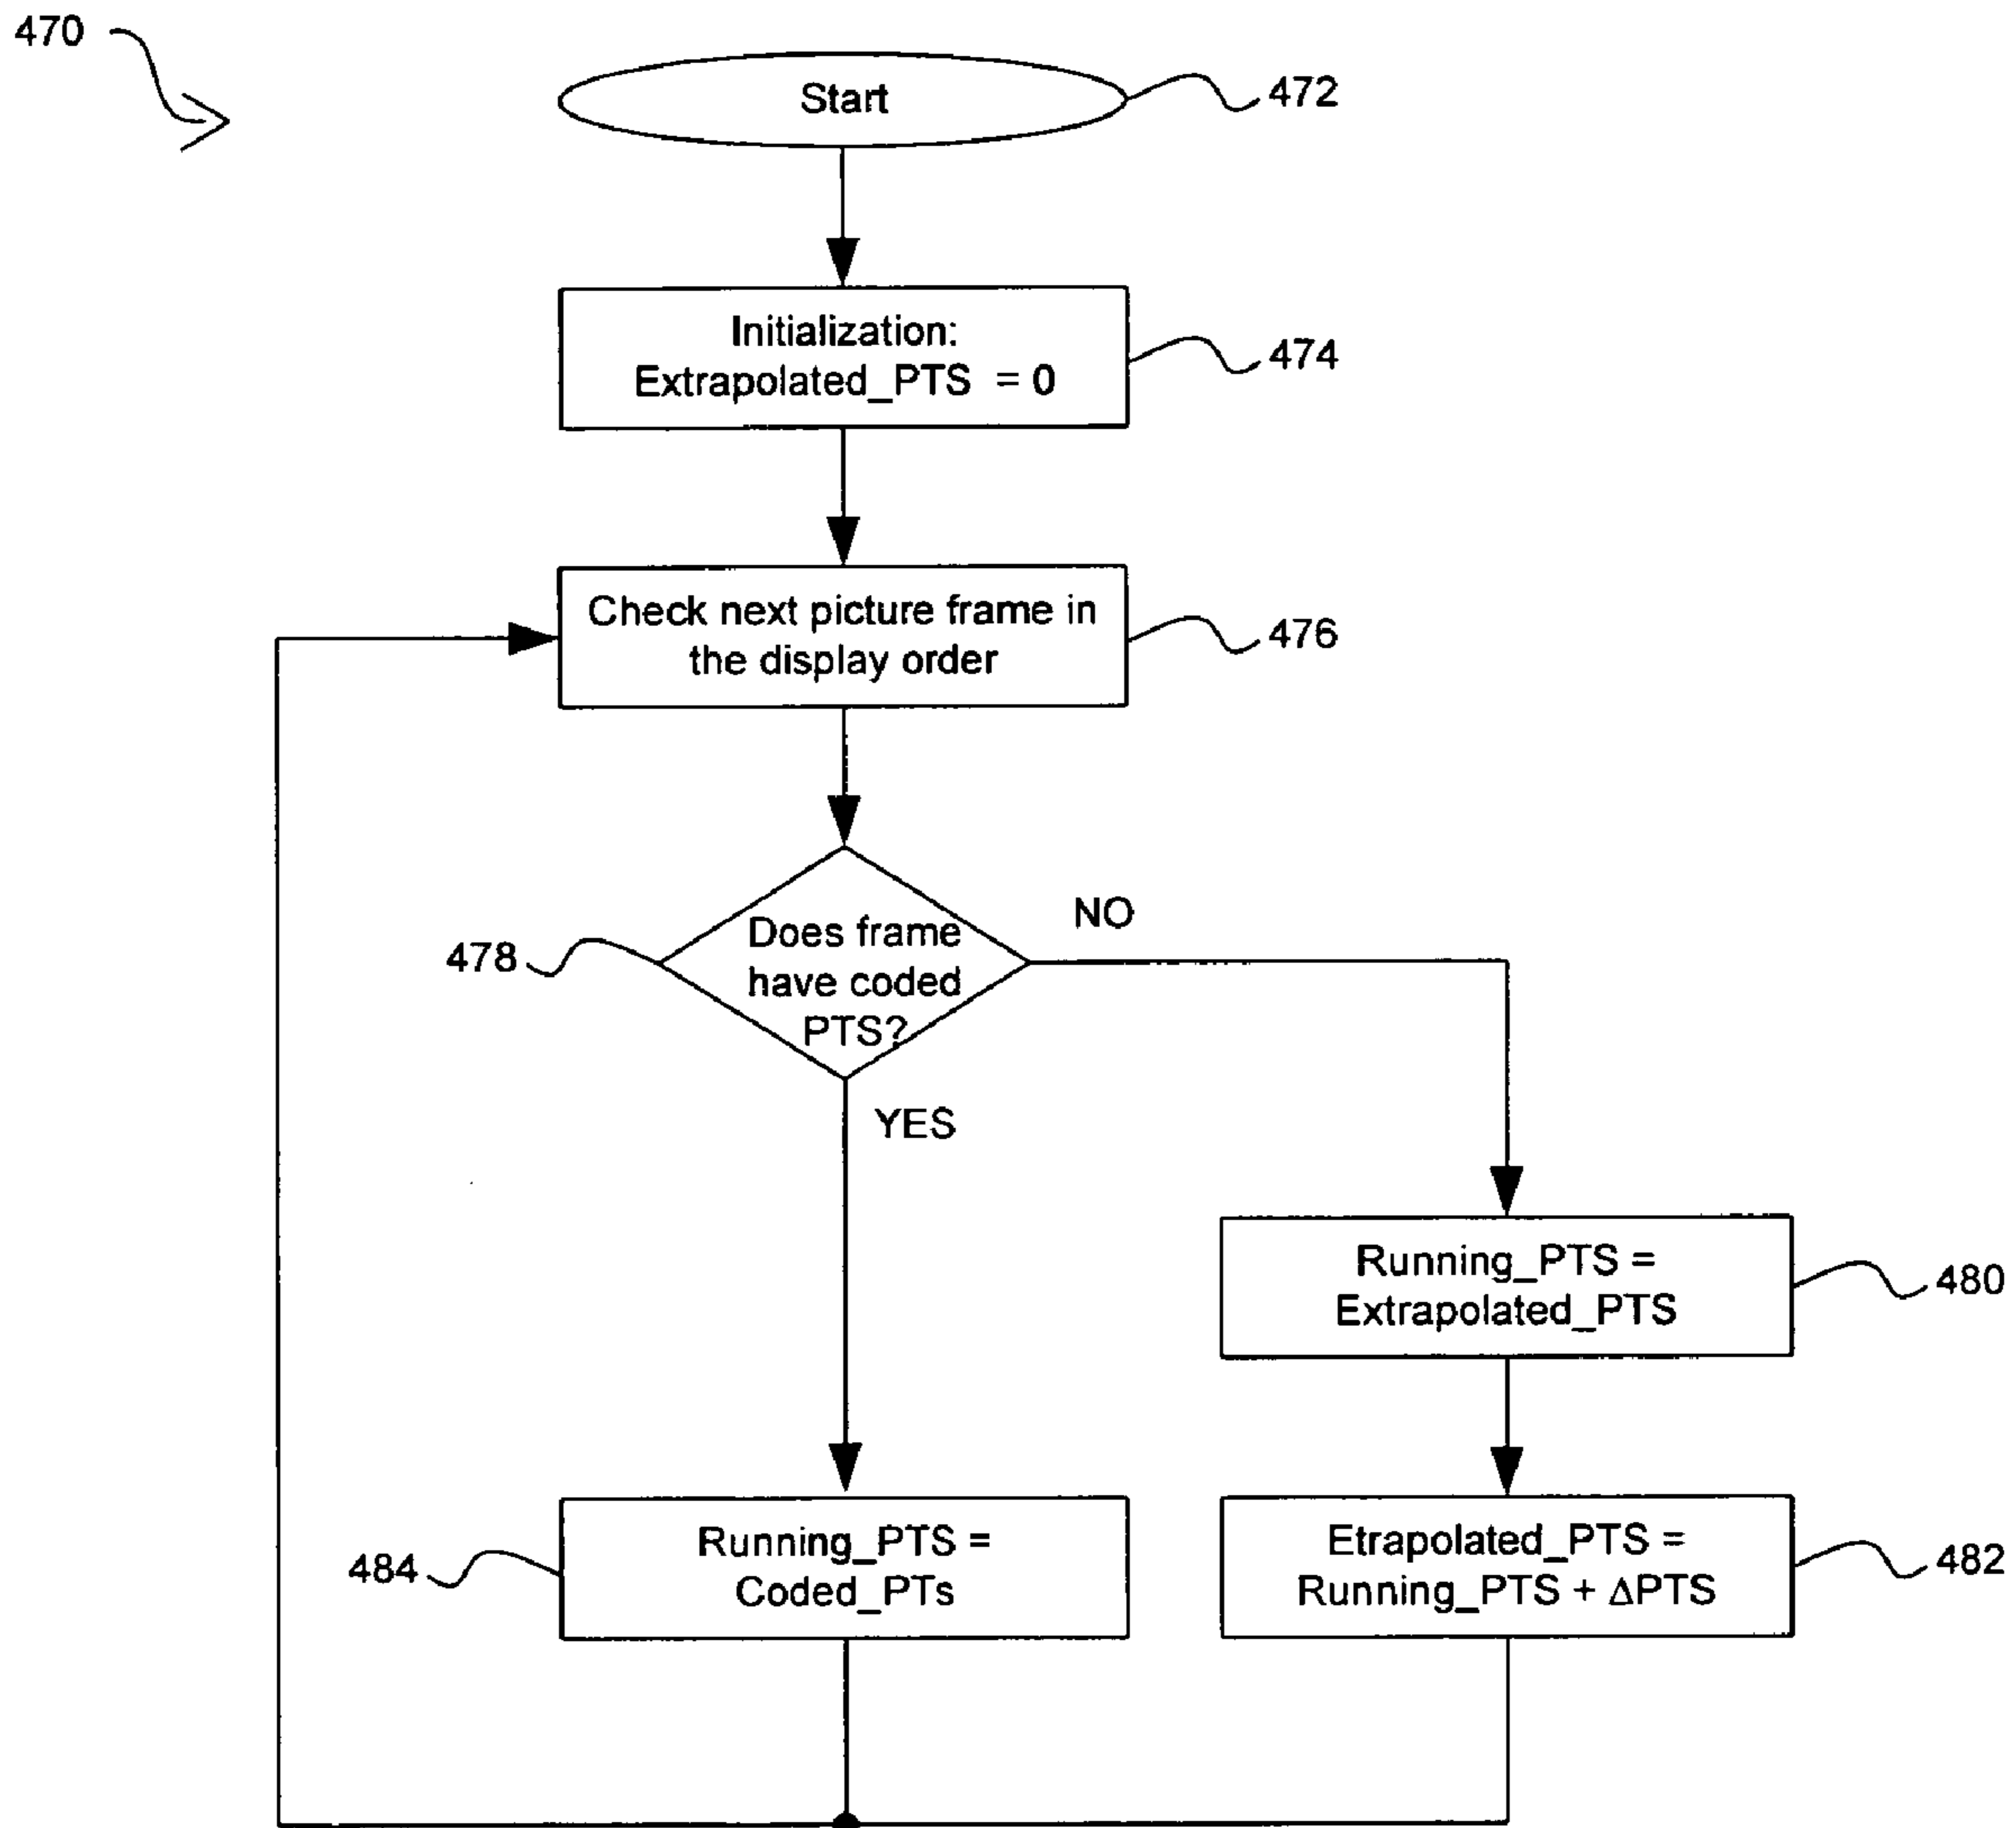 470
Start
472
Initialization:
Extrapolated_PTS = 0
474
Check next picture frame in
the display order
476
Does frame
have coded
PTS?
478
NO
YES
Running_PTS =
Extrapolated_PTS
480
Running_PTS =
Coded_PTs
484
Etrapolated_PTS =
Running_PTS + ΔPTS
482